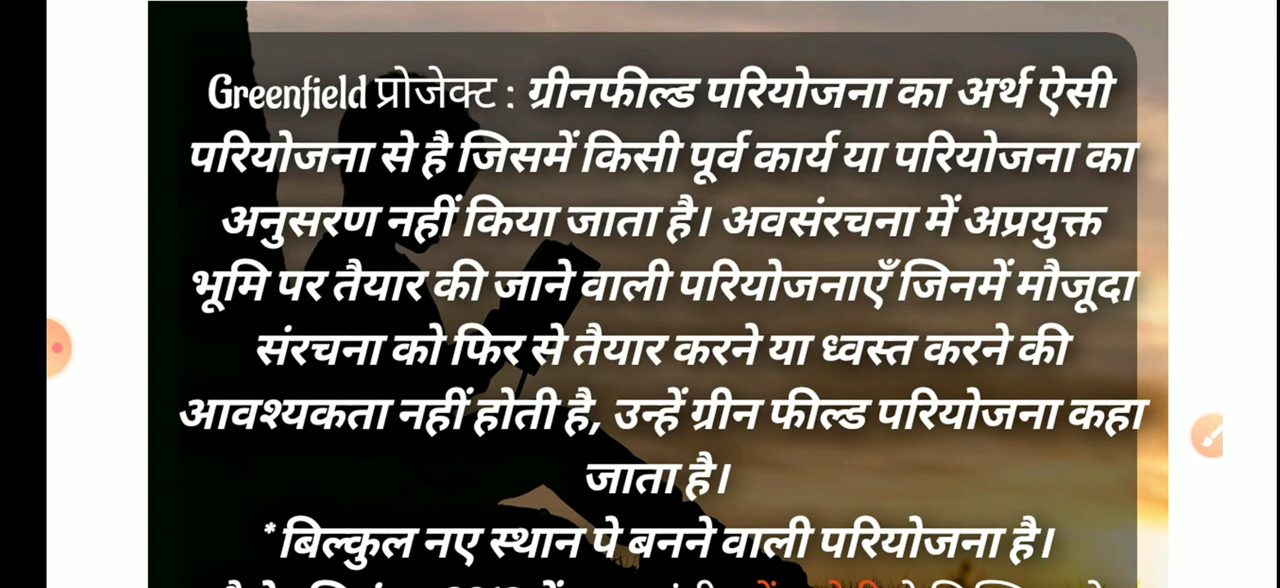 Greenfield प्रोजेक्ट : ग्रीनफील्ड परियोजना का अर्थ ऐसी
परियोजना से है जिसमें किसी पूर्व कार्य या परियोजना का
अनुसरण नहीं किया जाता है। अवसंरचना में अप्रयुक्त
भूमि पर तैयार की जाने वाली परियोजनाएँ जिनमें मौजूदा
संरचना को फिर से तैयार करने या ध्वस्त करने की
आवश्यकता नहीं होती है, उन्हें ग्रीन फील्ड परियोजना कहा
जाता है।
* बिल्कुल नए स्थान पे बनने वाली परियोजना है।